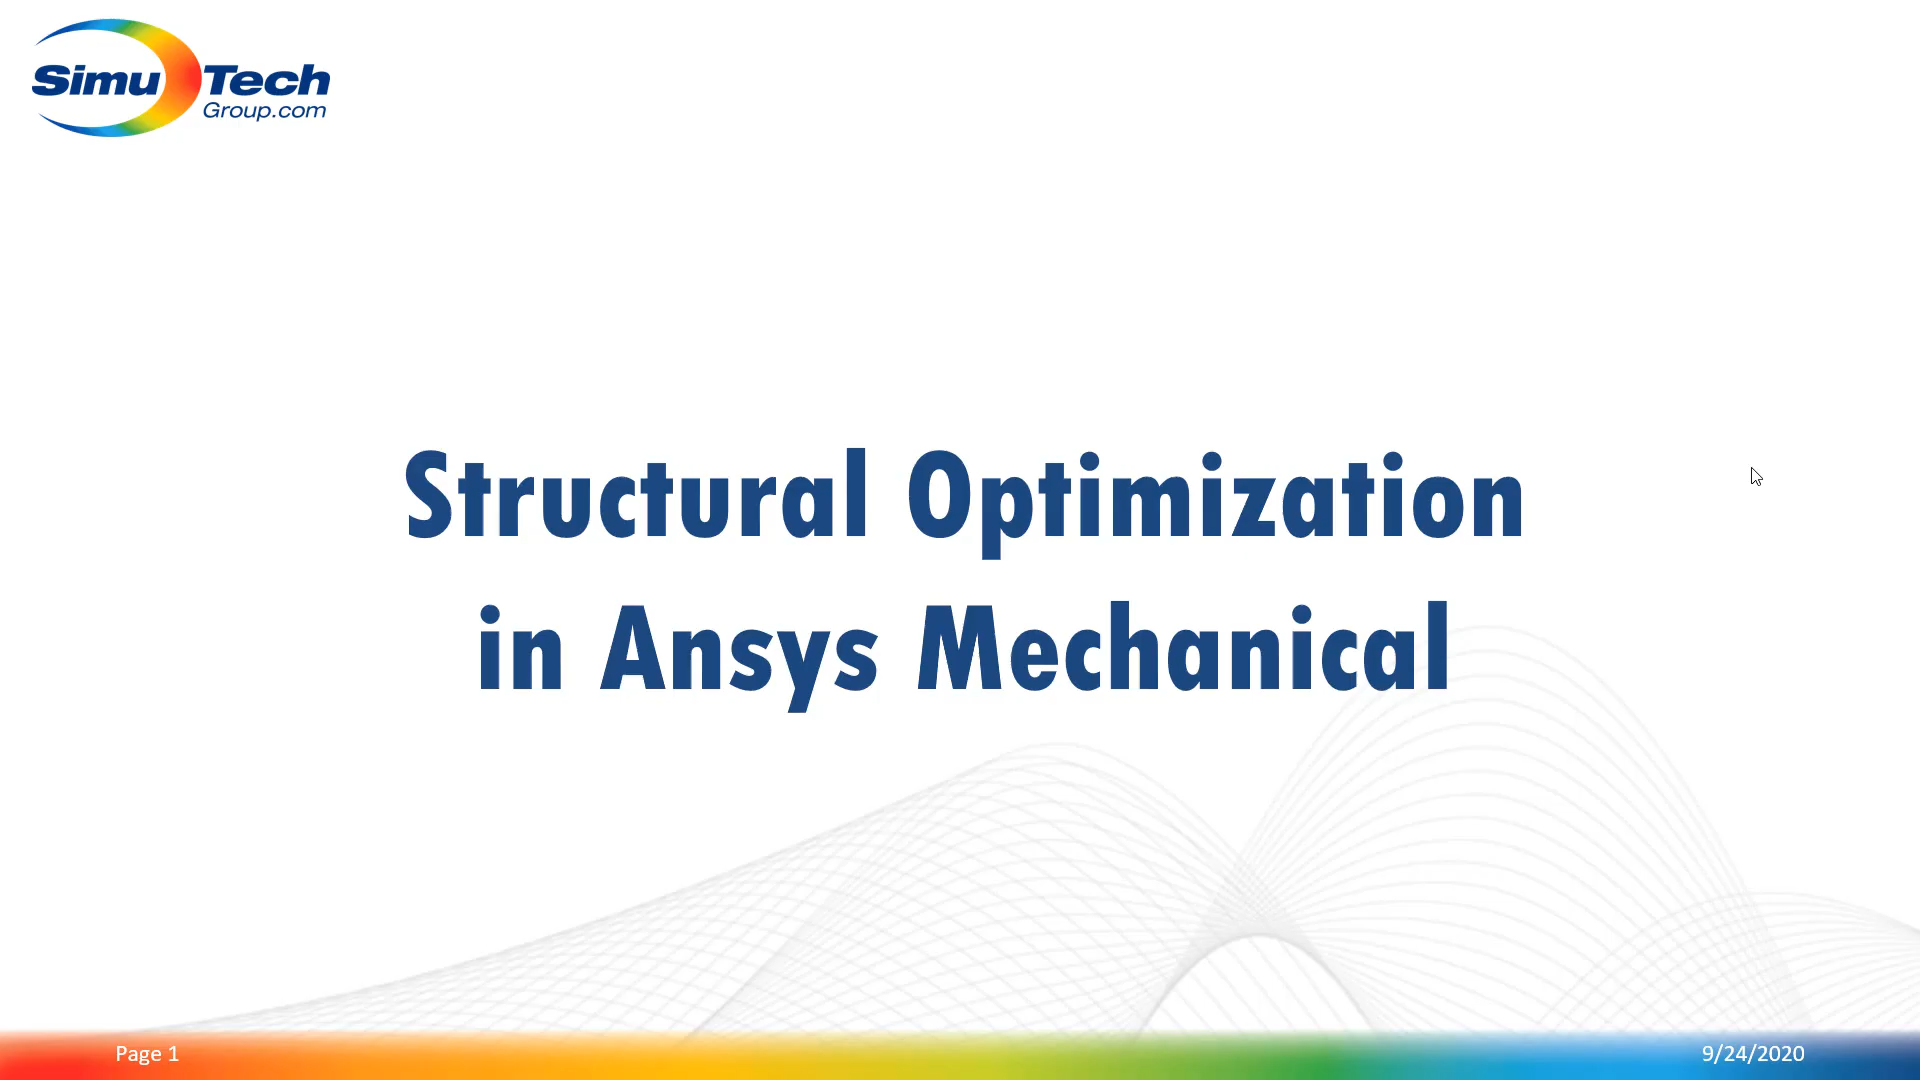 Simu Tech
Group.com
Structural Optimization
in Ansys Mechanical
Page 1
9/24/2020